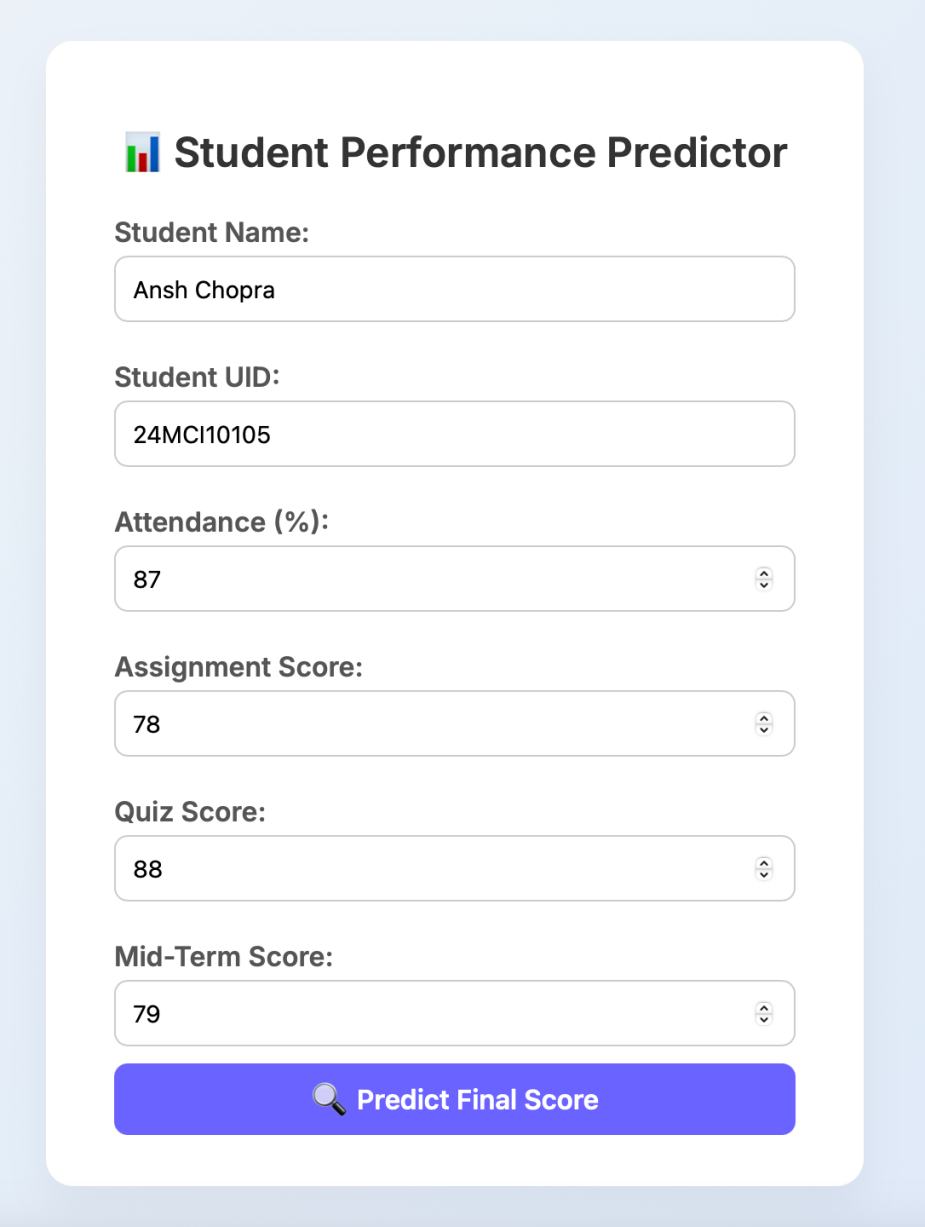 📊 Student Performance Predictor
Student Name:
Ansh Chopra
Student UID:
24MCI10105
Attendance (%):
87
Assignment Score:
78
Quiz Score:
88
Mid-Term Score:
79
🔍 Predict Final Score